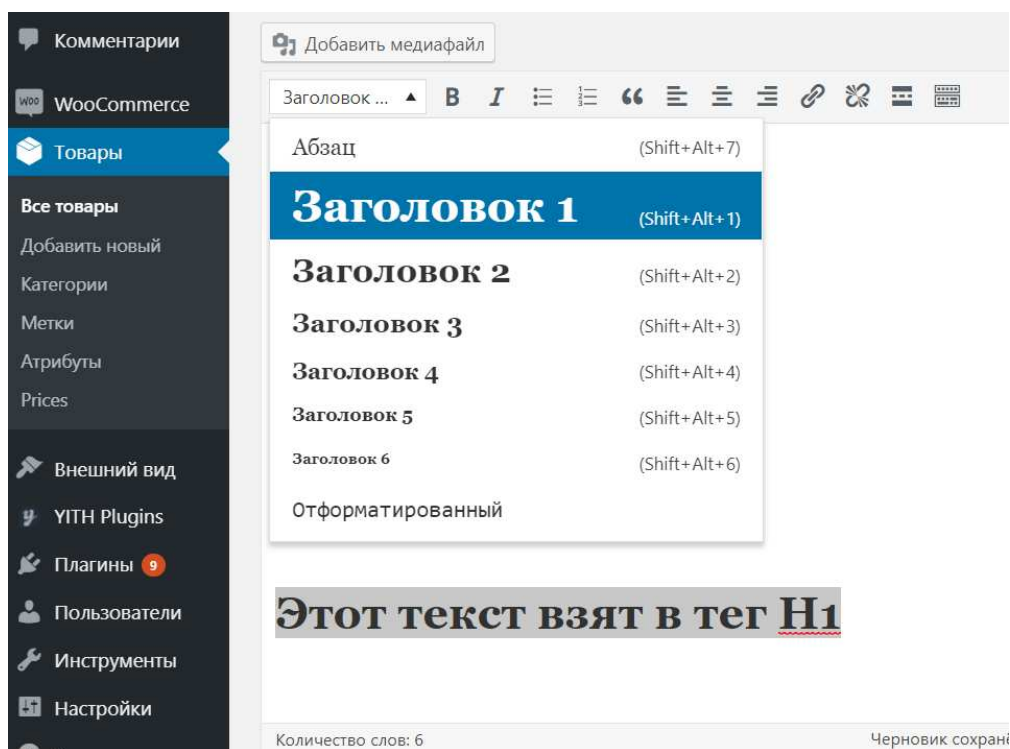 Комментарии
WooCommerce
Товары
Все товары
Добавить новый
Категории
Метки
Атрибуты
Prices
Внешний вид
YITH Plugins
Плагины 9
Пользователи
Инструменты
Настройки
Добавить медиафайл
Заголовок ...
Абзац (Shift+Alt+7)
Заголовок 1 (Shift+Alt+1)
Заголовок 2 (Shift+Alt+2)
Заголовок 3 (Shift+Alt+3)
Заголовок 4 (Shift+Alt+4)
Заголовок 5 (Shift+Alt+5)
Заголовок 6 (Shift+Alt+6)
Отформатированный
Этот текст взят в тег H1
Количество слов: 6 Черновик сохранё